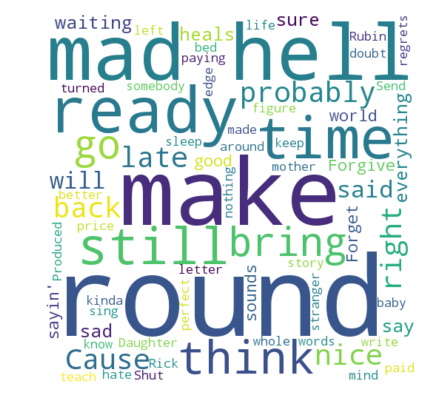 waiting left heals life sure Rubin regrets
mad hell
turned bed paying edge doubt Send
somebody
ready probably
figure
time everything
go late sleep made around keep world
good mother Forgive
will
better nothing said
back price make
right Forget
still bring
Produced letter story
sayin' round
kinda sing perfect sounds stranger baby
sad whole words say
know Daughter Rick think nice write
cause
teach hate Shut mind paid